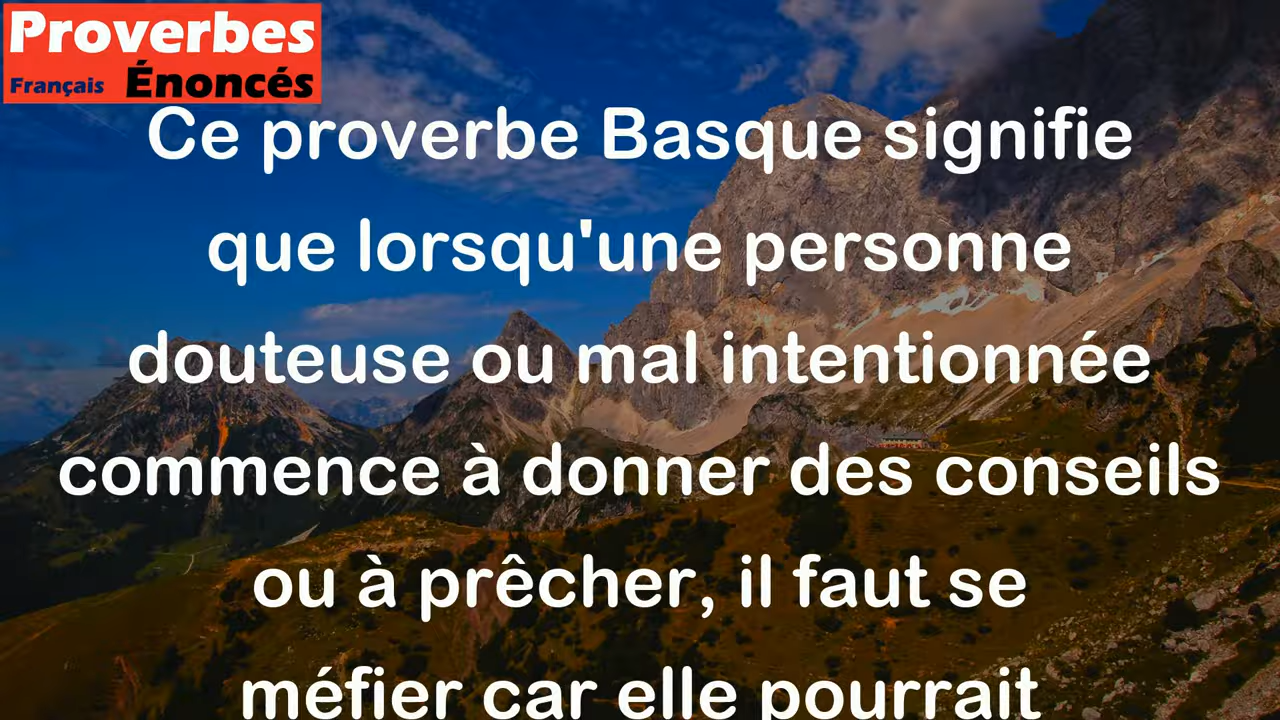 Proverbes
Français Énoncés
Ce proverbe Basque signifie
que lorsqu'une personne
douteuse ou mal intentionnée
commence à donner des conseils
ou à prêcher, il faut se
méfier car elle pourrait